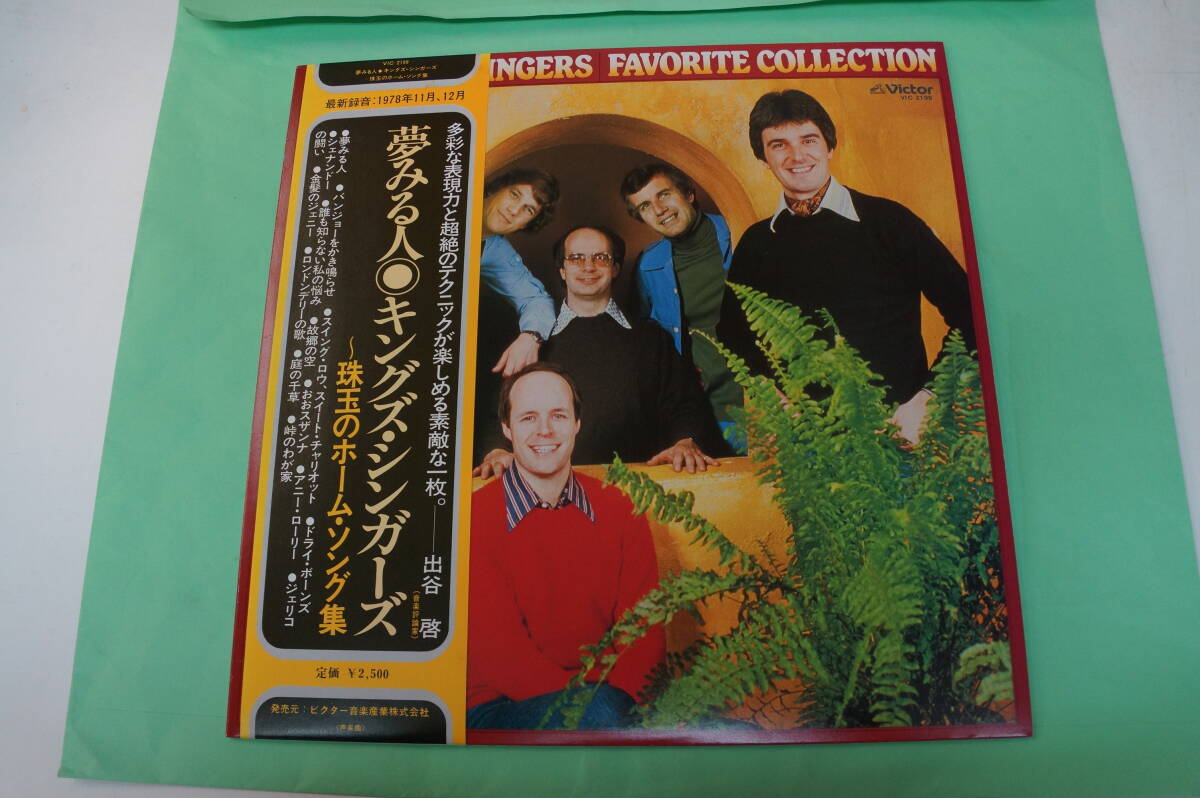 INGERS FAVORITE COLLECTION
Victor
VIC 2199
VIC 2199
夢みる人●キングズ・シンガーズ
珠玉のホーム・ソング集
最新録音:1978年11月、12月
多彩な表現力と超絶のテクニックが楽しめる素敵な一枚。——出谷 啓
(音楽評論家)
夢みる人●キングズ・シンガーズ
~珠玉のホーム・ソング集
●夢みる人 ●バンジョーをかき鳴らせ ●スイング・ロウ、スイート・チャリオット ●ドライ・ボーンズ
●シェナンドー ●誰も知らない私の悩み ●故郷の空 ●おおスザンナ ●アニー・ローリー ●ジェリコ
の闘い ●金髪のジェニー ●ロンドンデリーの歌 ●庭の千草 ●峠のわが家
定価 ¥2,500
発売元:ビクター音楽産業株式会社